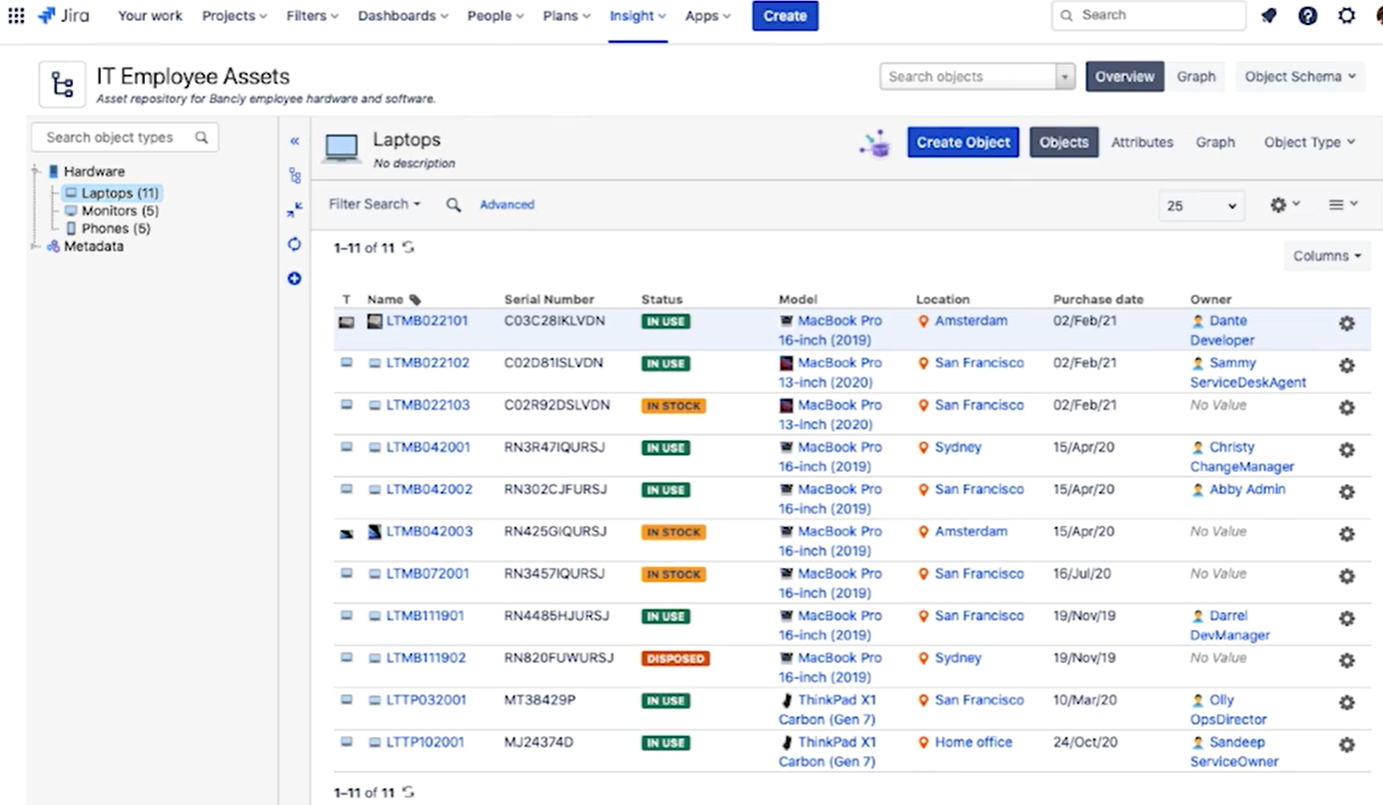 Jira Your work Projects Filters Dashboards People Plans Insight Apps Create Search
IT Employee Assets
Asset repository for Bancly employee hardware and software.
Search objects Overview Graph Object Schema
Search object types
Hardware
Laptops (11)
Monitors (5)
Phones (5)
Metadata
Laptops
No description
Create Object Objects Attributes Graph Object Type
Filter Search Advanced 25
1–11 of 11
Columns
T Name Serial Number Status Model Location Purchase date Owner
LTMB022101 C03C28IKLVDN IN USE MacBook Pro Amsterdam 02/Feb/21 Dante
16-inch (2019) Developer
LTMB022102 C02D81ISLVDN IN USE MacBook Pro San Francisco 02/Feb/21 Sammy
13-inch (2020) ServiceDeskAgent
LTMB022103 C02R92DSLVDN IN STOCK MacBook Pro San Francisco 02/Feb/21 No Value
13-inch (2020)
LTMB042001 RN3R47IQURSJ IN USE MacBook Pro Sydney 15/Apr/20 Christy
16-inch (2019) ChangeManager
LTMB042002 RN302CJFURSJ IN USE MacBook Pro San Francisco 15/Apr/20 Abby Admin
16-inch (2019)
LTMB042003 RN425GIQURSJ IN STOCK MacBook Pro Amsterdam 15/Apr/20 No Value
16-inch (2019)
LTMB072001 RN3457IQURSJ IN STOCK MacBook Pro San Francisco 16/Jul/20 No Value
16-inch (2019)
LTMB111901 RN4485HJURSJ IN USE MacBook Pro San Francisco 19/Nov/19 Darrel
16-inch (2019) DevManager
LTMB111902 RN820FUWURSJ DISPOSED MacBook Pro Sydney 19/Nov/19 No Value
16-inch (2019)
LTTP032001 MT38429P IN USE ThinkPad X1 San Francisco 10/Mar/20 Olly
Carbon (Gen 7) OpsDirector
LTTP102001 MJ24374D IN USE ThinkPad X1 Home office 24/Oct/20 Sandeep
Carbon (Gen 7) ServiceOwner
1–11 of 11